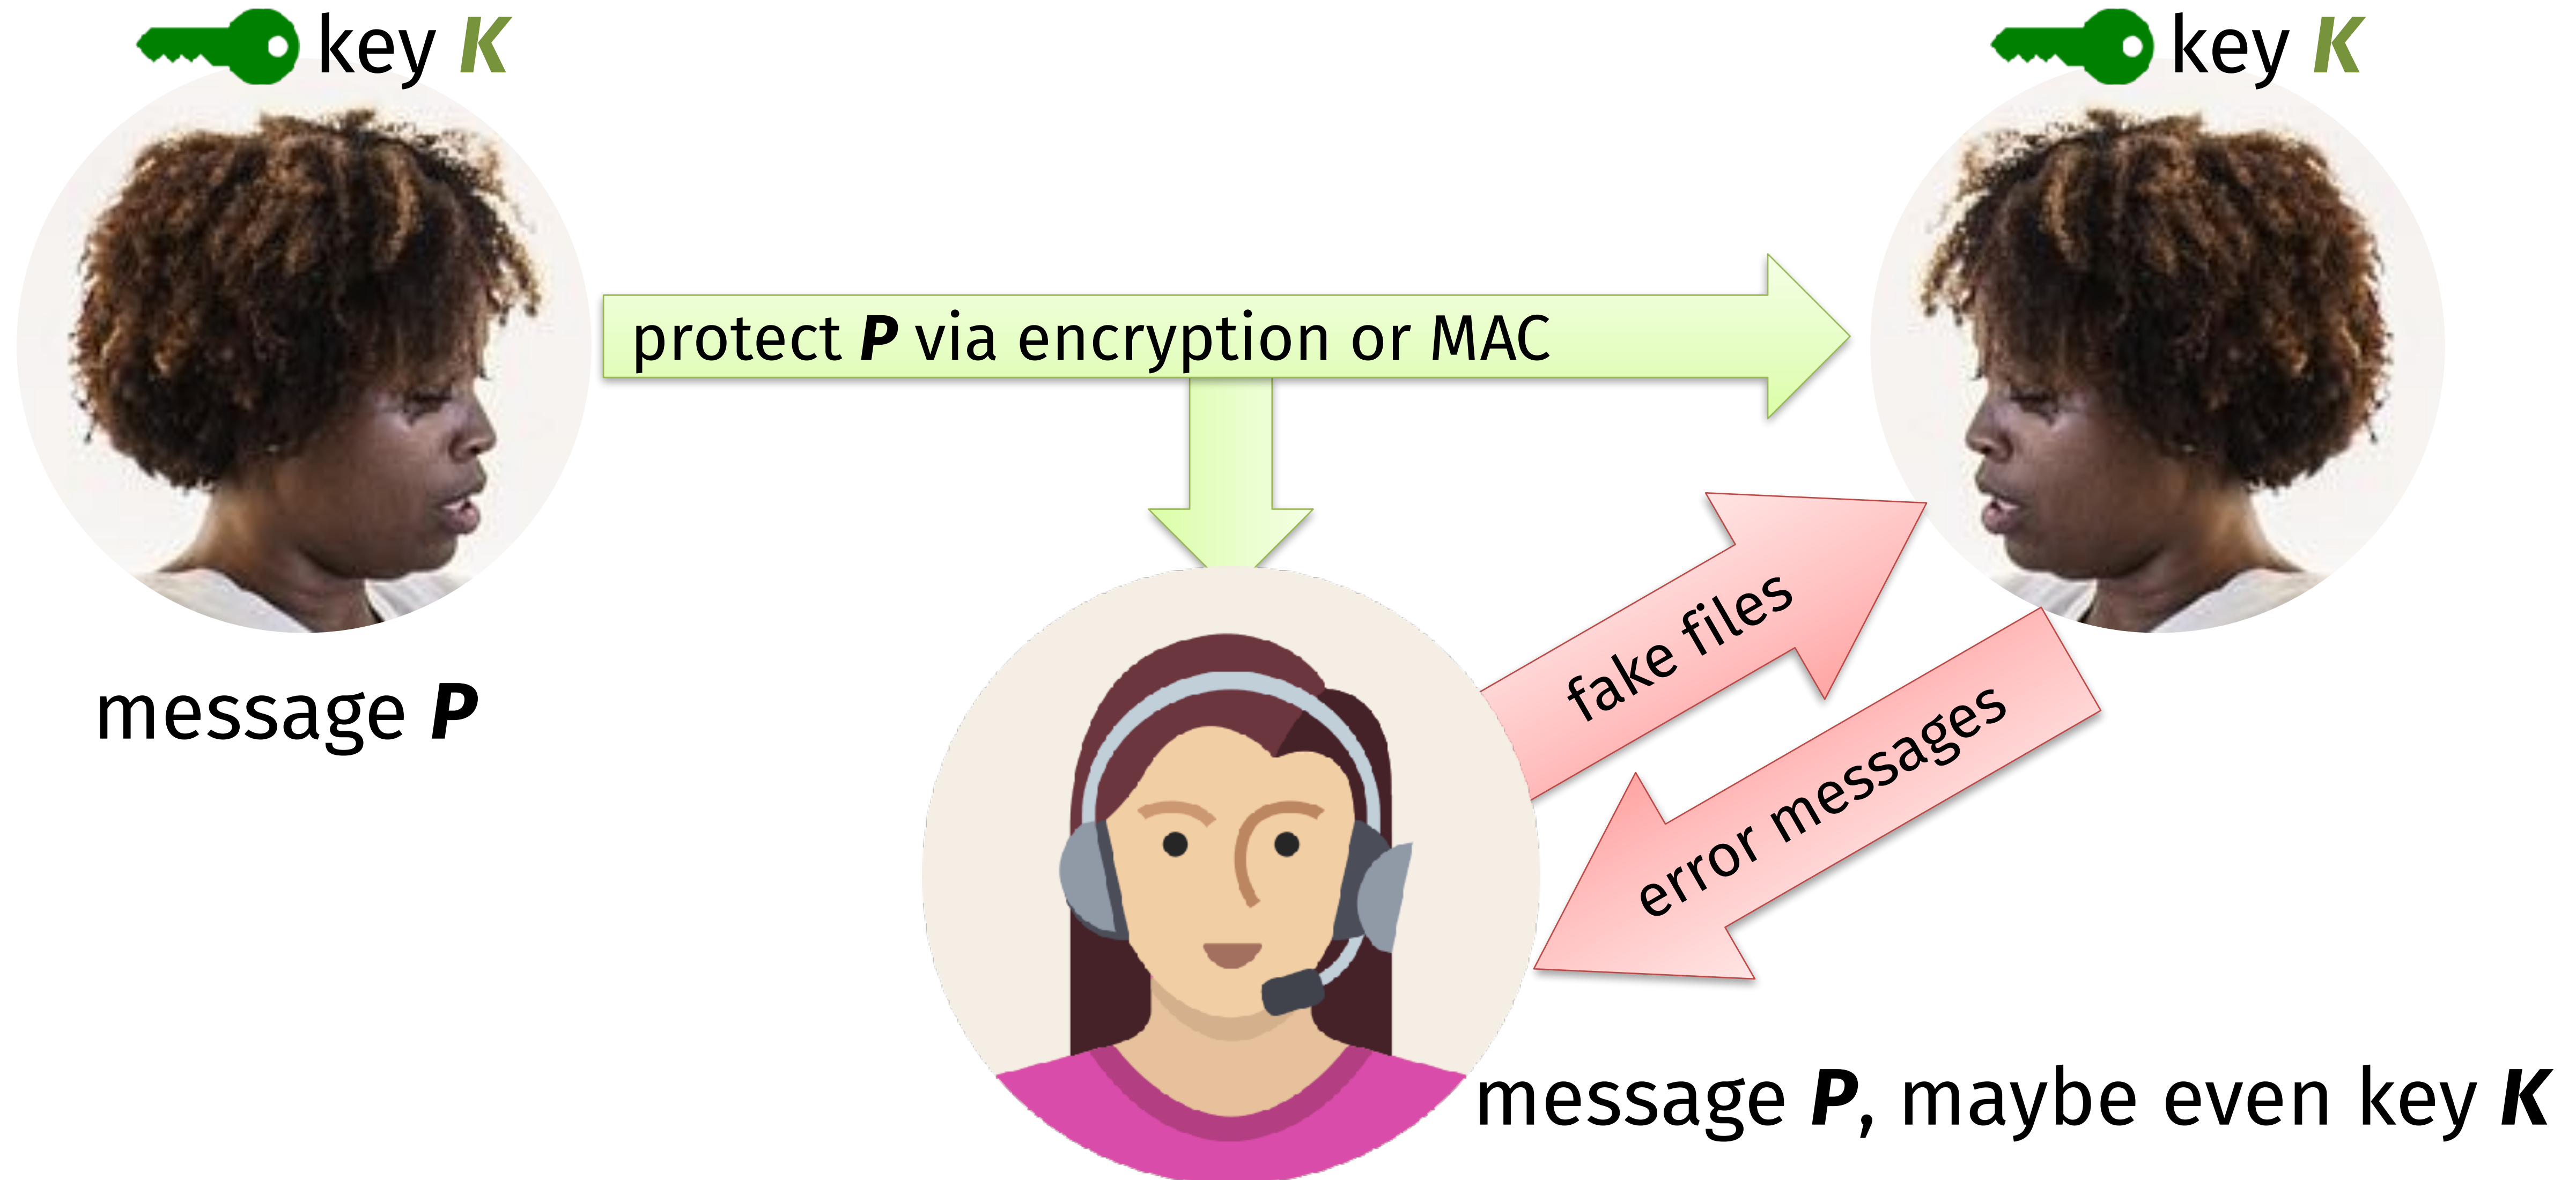 key K
key K
protect P via encryption or MAC
fake files
message P
error messages
message P, maybe even key K